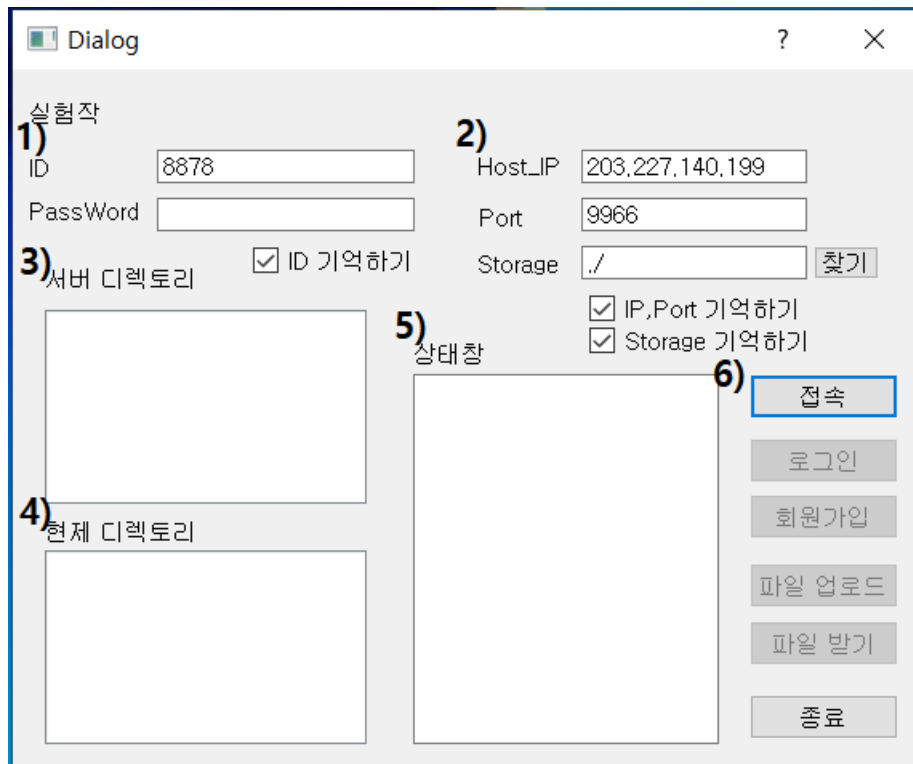 Dialog
실험작
1)
ID 8878
PassWord
ID 기억하기
2)
Host_IP 203,227,140,199
Port 9966
Storage ./ 찾기
IP,Port 기억하기
Storage 기억하기
3)
서버 디렉토리
4)
현제 디렉토리
5)
상태창
6)
접속
로그인
회원가입
파일 업로드
파일 받기
종료